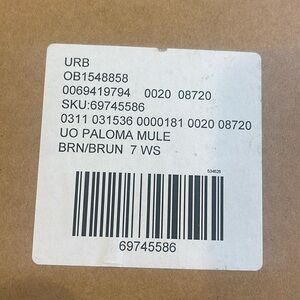 URB
OB1548858
0069419794 0020 08720
SKU:69745586
0311 031536 0000181 0020 08720
UO PALOMA MULE
BRN/BRUN 7 WS
534626
69745586